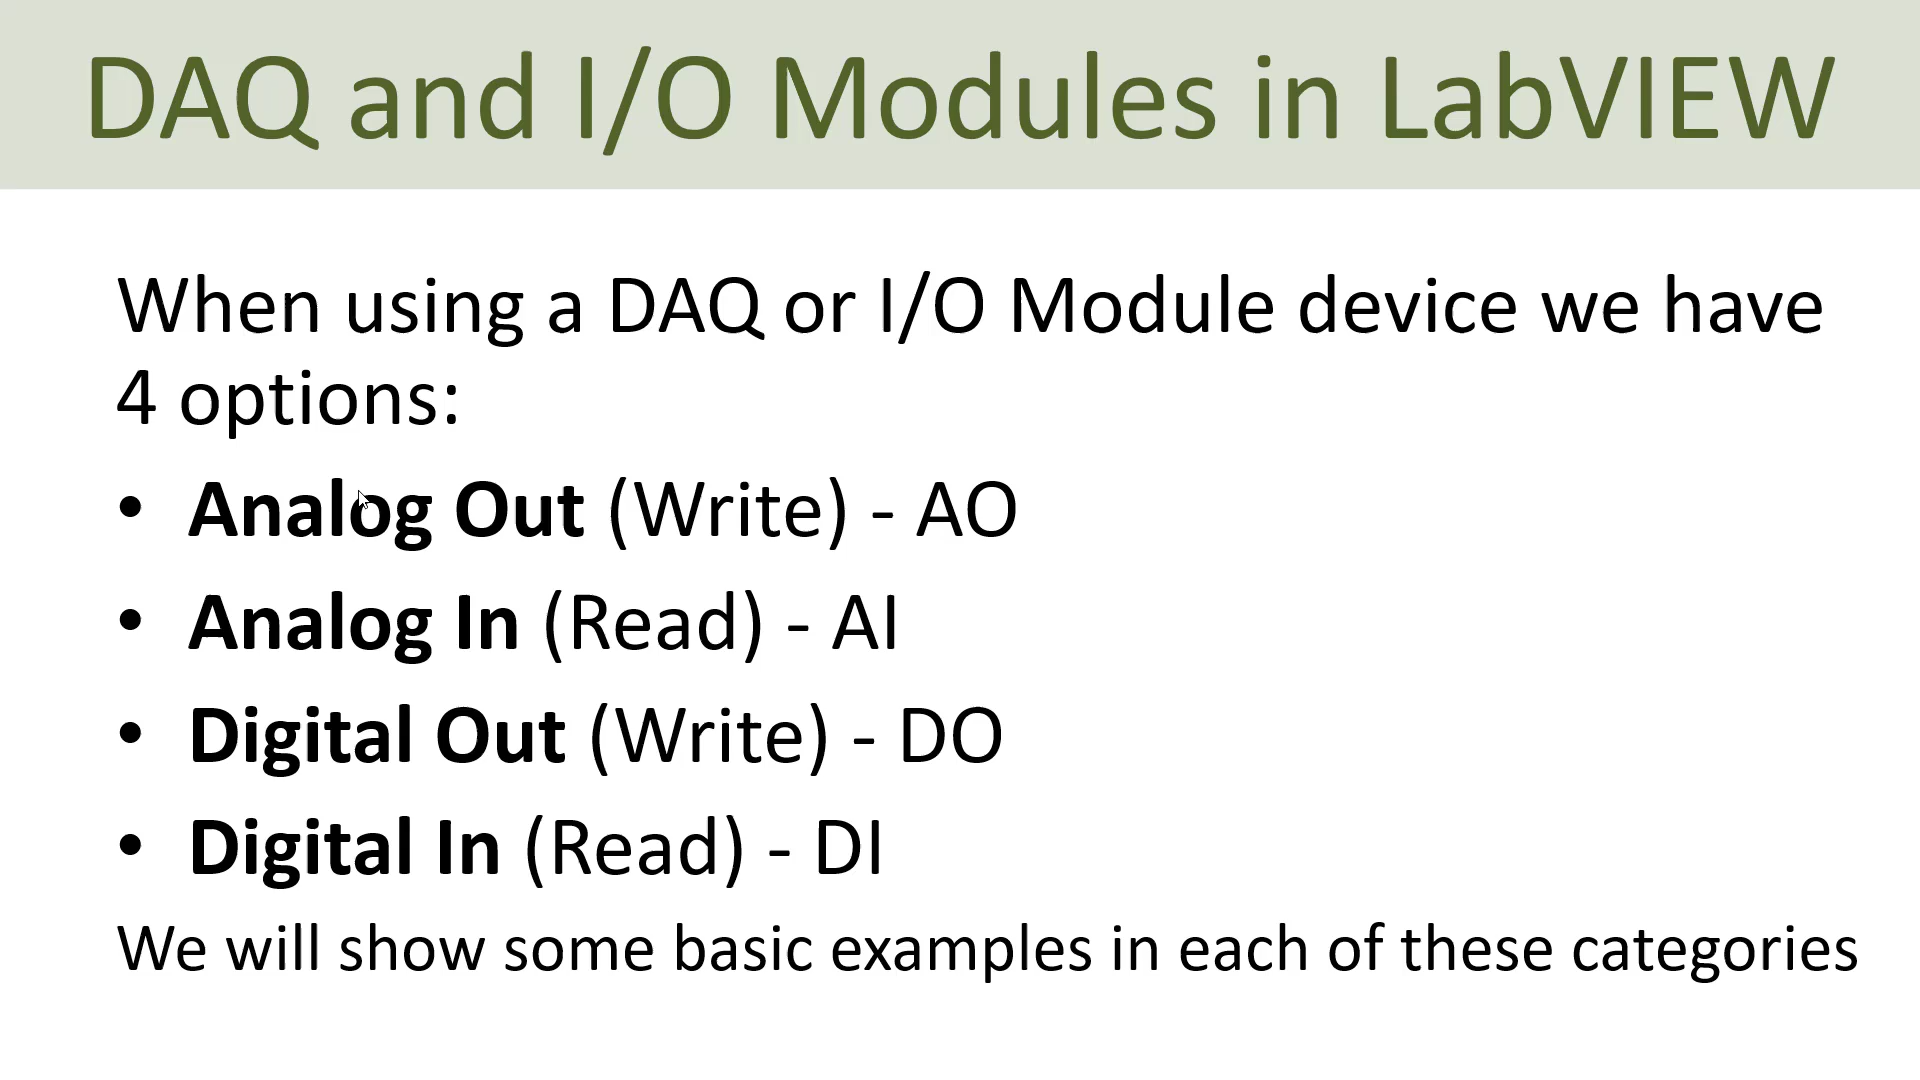 DAQ and I/O Modules in LabVIEW
When using a DAQ or I/O Module device we have
4 options:
• Analog Out (Write) - AO
• Analog In (Read) - AI
• Digital Out (Write) - DO
• Digital In (Read) - DI
We will show some basic examples in each of these categories